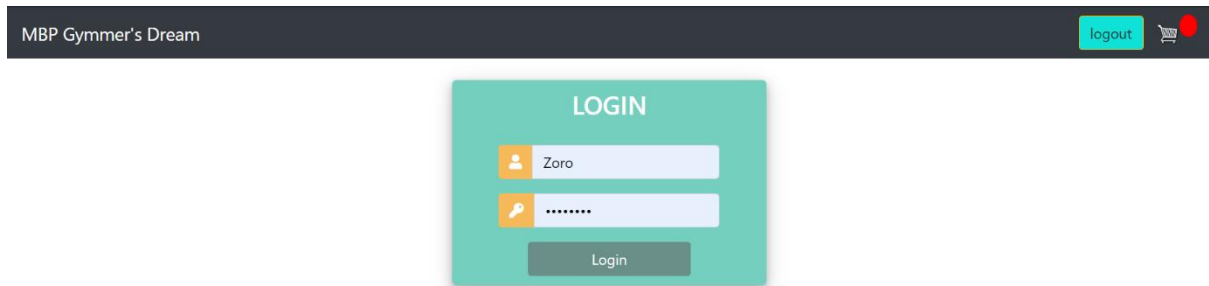 MBP Gymmer's Dream
logout
LOGIN
Zoro
••••••••
Login